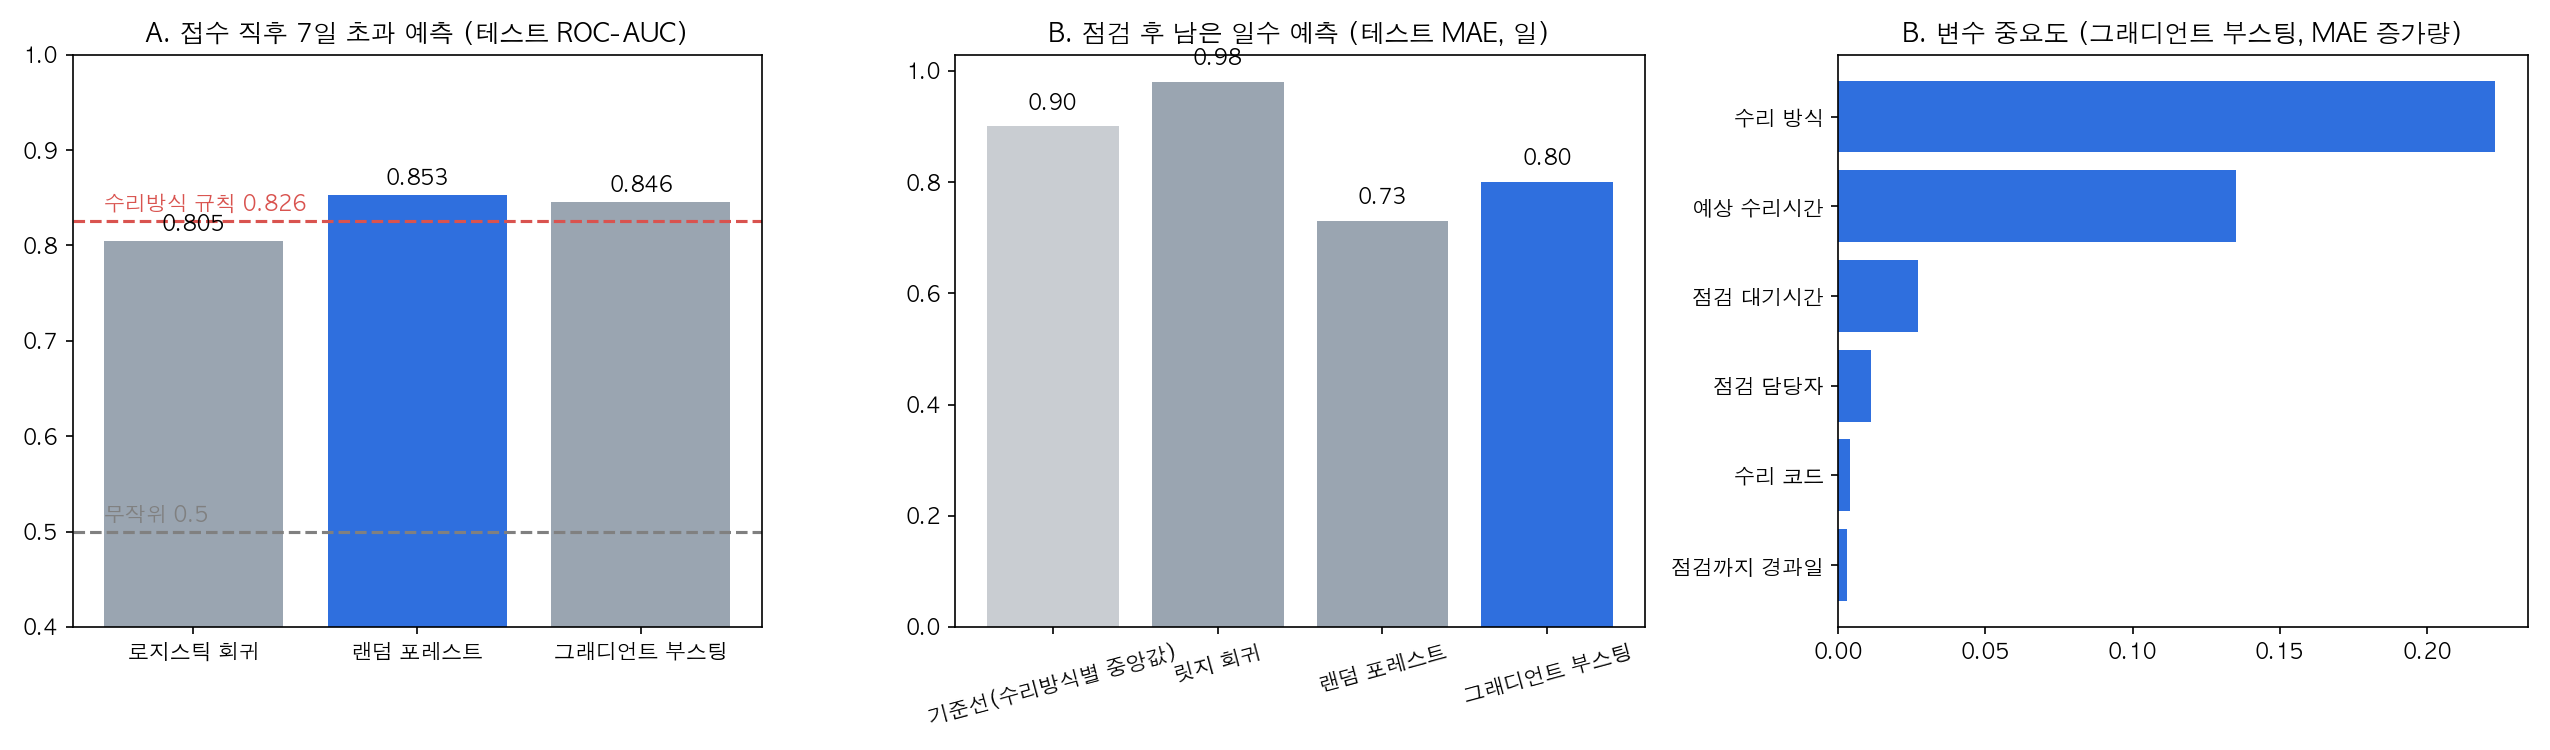 A. 접수 직후 7일 초과 예측 (테스트 ROC-AUC)
1.0
0.9
0.8
0.7
0.6
0.5
0.4
수리방식 규칙 0.826
0.805
0.853
0.846
무작위 0.5
로지스틱 회귀
랜덤 포레스트
그래디언트 부스팅
B. 점검 후 남은 일수 예측 (테스트 MAE, 일)
1.0
0.8
0.6
0.4
0.2
0.0
0.90
0.98
0.73
0.80
기준선(수리방식별 중앙값)
릿지 회귀
랜덤 포레스트
그래디언트 부스팅
B. 변수 중요도 (그래디언트 부스팅, MAE 증가량)
수리 방식
예상 수리시간
점검 대기시간
점검 담당자
수리 코드
점검까지 경과일
0.00
0.05
0.10
0.15
0.20